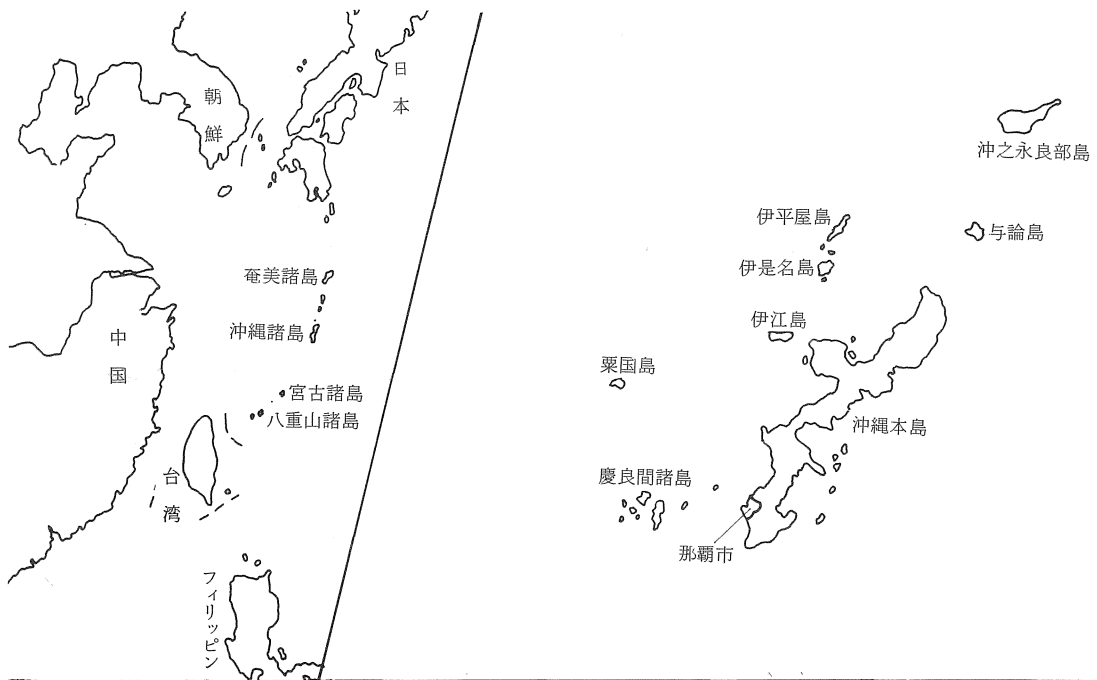 日本
朝鮮
奄美諸島
沖縄諸島
中国
宮古諸島
八重山諸島
台湾
フィリッピン
沖之永良部島
伊平屋島
与論島
伊是名島
伊江島
粟国島
沖縄本島
慶良間諸島
那覇市